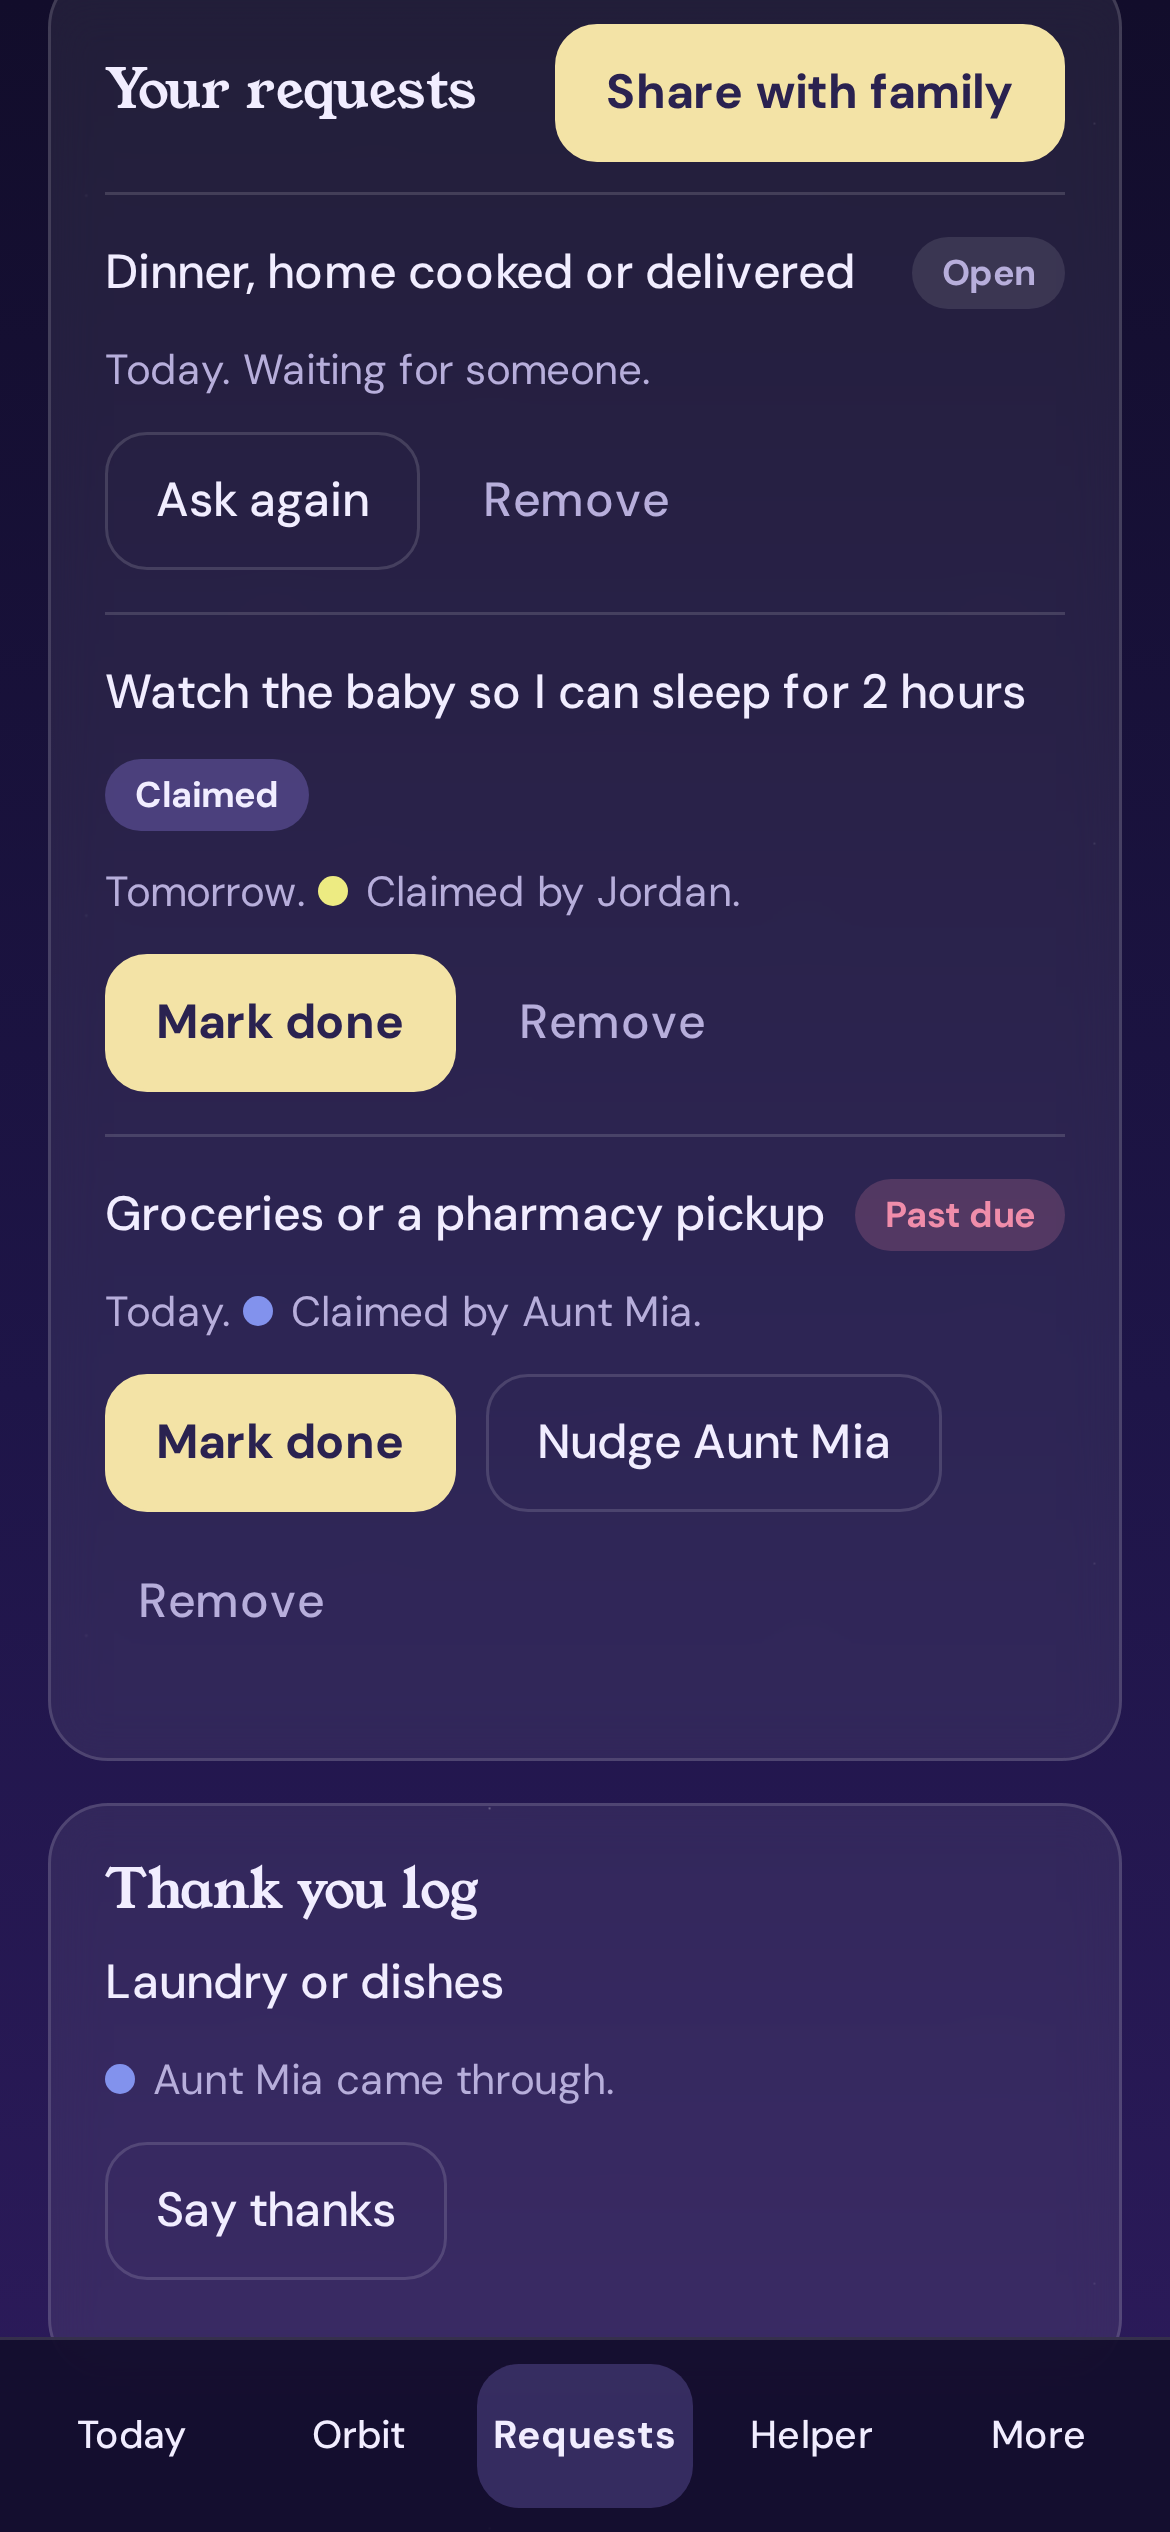 Your requests
Share with family
Dinner, home cooked or delivered
Open
Today. Waiting for someone.
Ask again
Remove
Watch the baby so I can sleep for 2 hours
Claimed
Tomorrow. Claimed by Jordan.
Mark done
Remove
Groceries or a pharmacy pickup
Past due
Today. Claimed by Aunt Mia.
Mark done
Nudge Aunt Mia
Remove
Thank you log
Laundry or dishes
Aunt Mia came through.
Say thanks
Today
Orbit
Requests
Helper
More